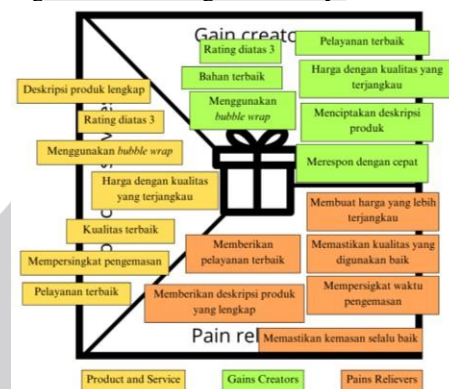 Gain creato
Rating diatas 3
Bahan terbaik
Menggunakan
bubble wrap
Pelayanan terbaik
Harga dengan kualitas yang
terjangkau
Menciptakan deskripsi
produk
Merespon dengan cepat
Deskripsi produk lengkap
Rating diatas 3
Menggunakan bubble wrap
Harga dengan kualitas
yang terjangkau
Kualitas terbaik
Mempersingkat pengemasan
Pelayanan terbaik
Membuat harga yang lebih
terjangkau
Memberikan
pelayanan terbaik
Memastikan kualitas yang
digunakan baik
Mempersigkat waktu
pengemasan
Memberikan deskripsi produk
yang lengkap
Pain rel
Memastikan kemasan selalu baik
Product and Service
Gains Creators
Pains Relievers